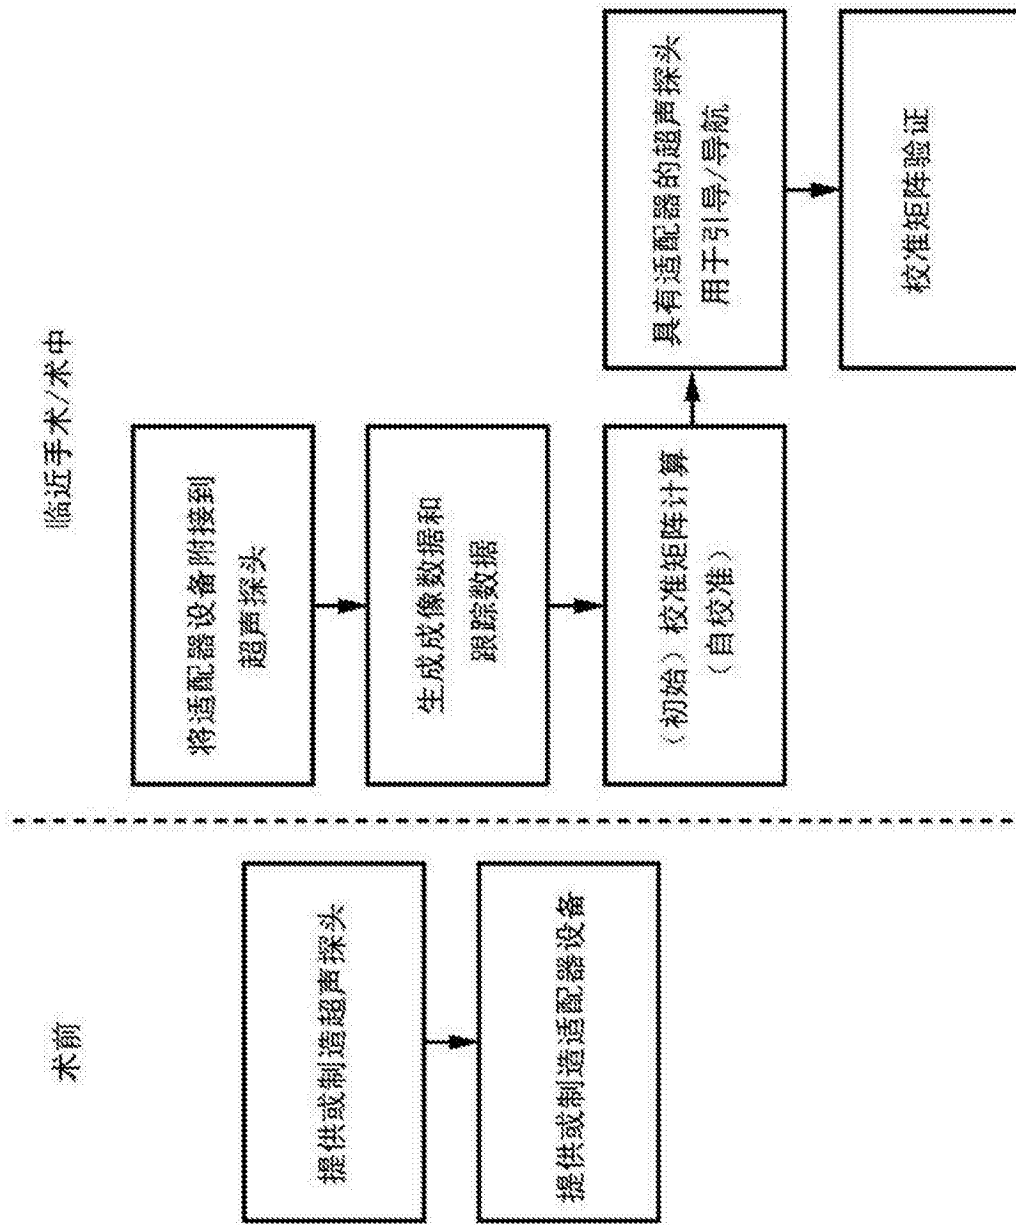 术前
提供或制造超声探头
提供或制造适配器设备
临近手术/术中
将适配器设备附接到
超声探头
生成成像数据和
跟踪数据
（初始）校准矩阵计算
（自校准）
具有适配器的超声探头
用于引导/导航
校准矩阵验证